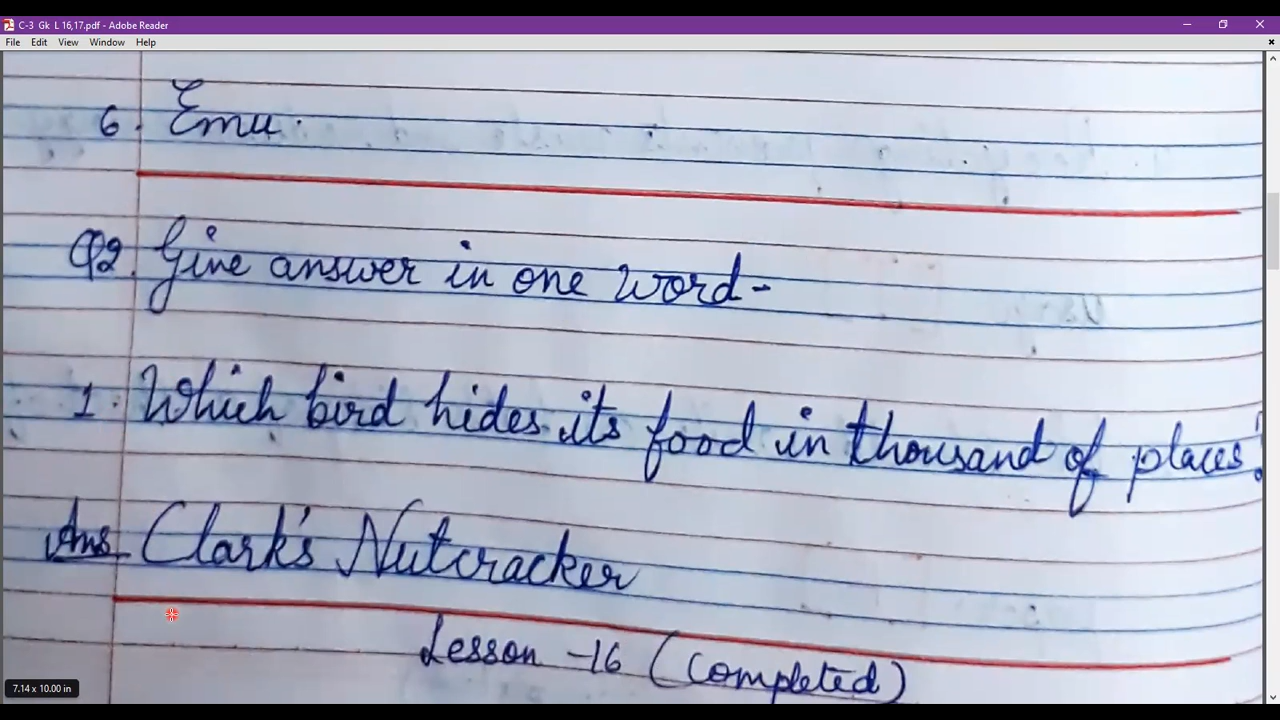 C-3 Gk L 16,17.pdf - Adobe Reader
File Edit View Window Help
6. Emu.
Q2. Give answer in one word-
1. Which bird hides its food in thousand of places?
Ans Clark's Nutcracker
Lesson -16 (Completed)
7.14 x 10.00 in